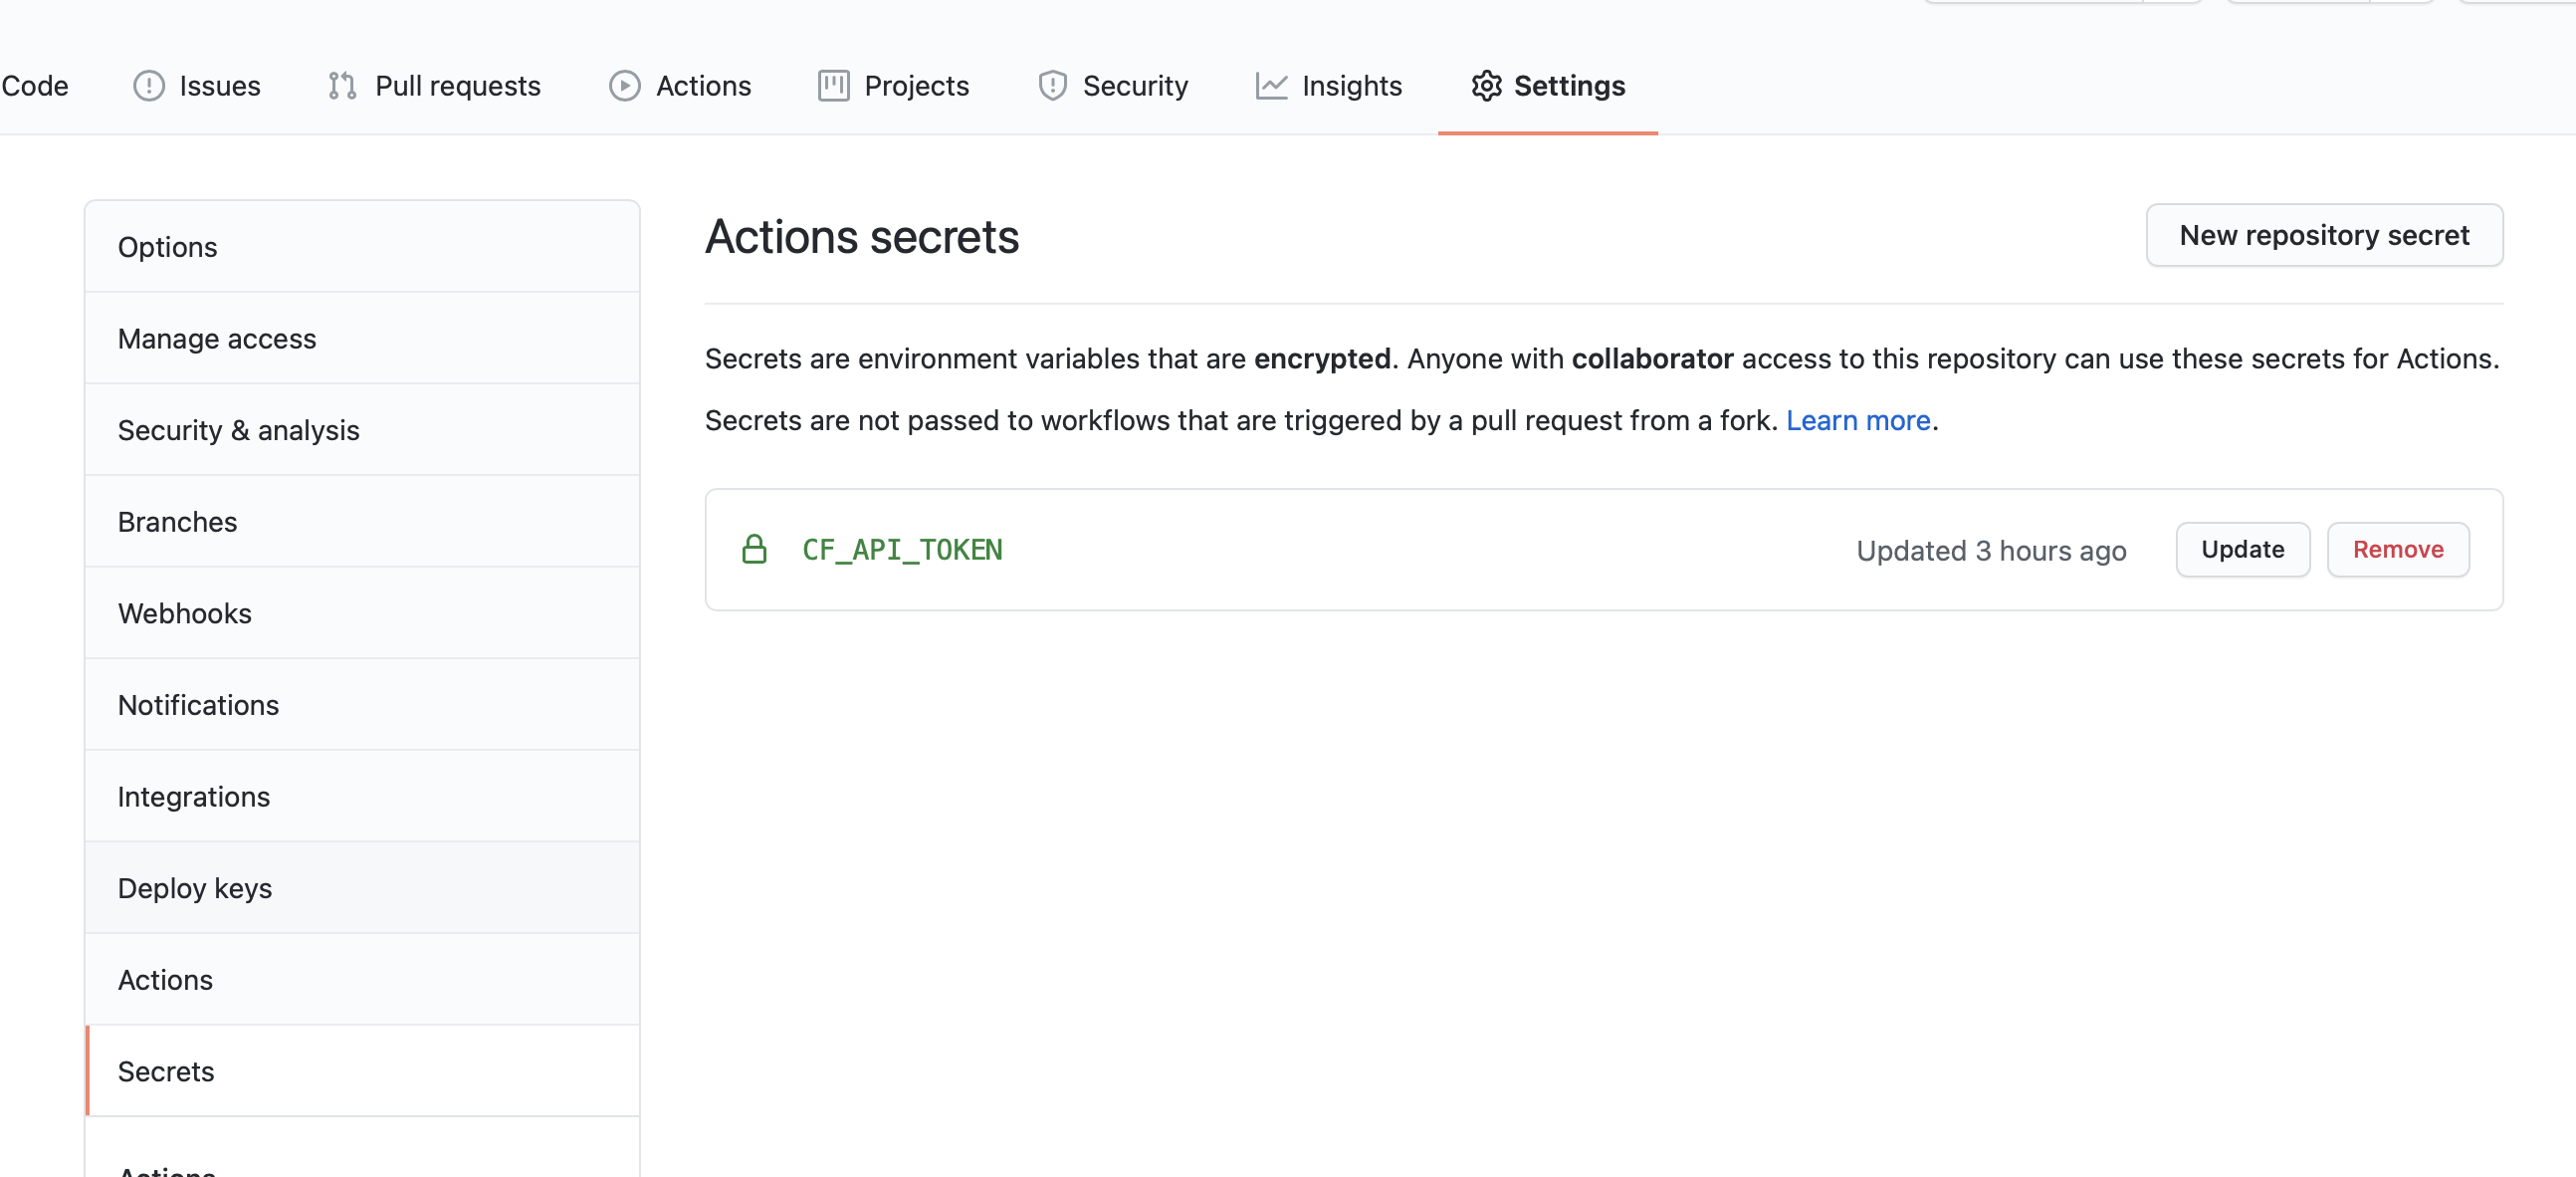 Code Issues Pull requests Actions Projects Security Insights Settings
Options
Manage access
Security & analysis
Branches
Webhooks
Notifications
Integrations
Deploy keys
Actions
Secrets
Actions
Actions secrets
New repository secret
Secrets are environment variables that are encrypted. Anyone with collaborator access to this repository can use these secrets for Actions.
Secrets are not passed to workflows that are triggered by a pull request from a fork. Learn more.
CF_API_TOKEN Updated 3 hours ago Update Remove